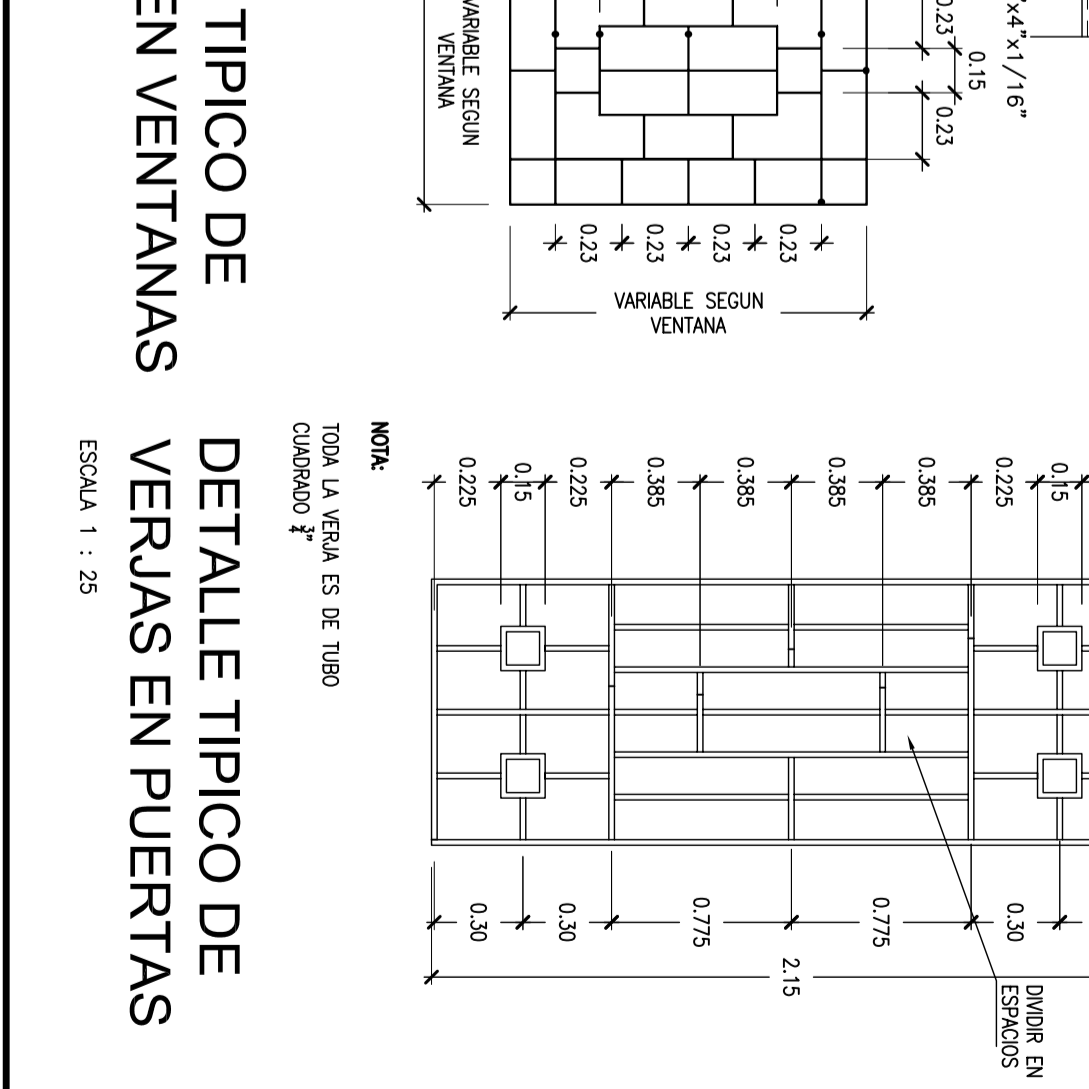 0.23
0.15
0.23
"x4"x1/16"
VARIABLE SEGUN
VENTANA
0.23
0.23
0.23
0.23
VARIABLE SEGUN
VENTANA
TIPICO DE
EN VENTANAS
NOTA:
TODA LA VERJA ES DE TUBO
CUADRADO 3/4"
0.225
0.15
0.225
0.385
0.385
0.385
0.385
0.225
0.15
0.30
0.30
0.775
0.775
0.30
2.15
DIVIDIR EN
ESPACIOS
DETALLE TIPICO DE
VERJAS EN PUERTAS
ESCALA 1 : 25